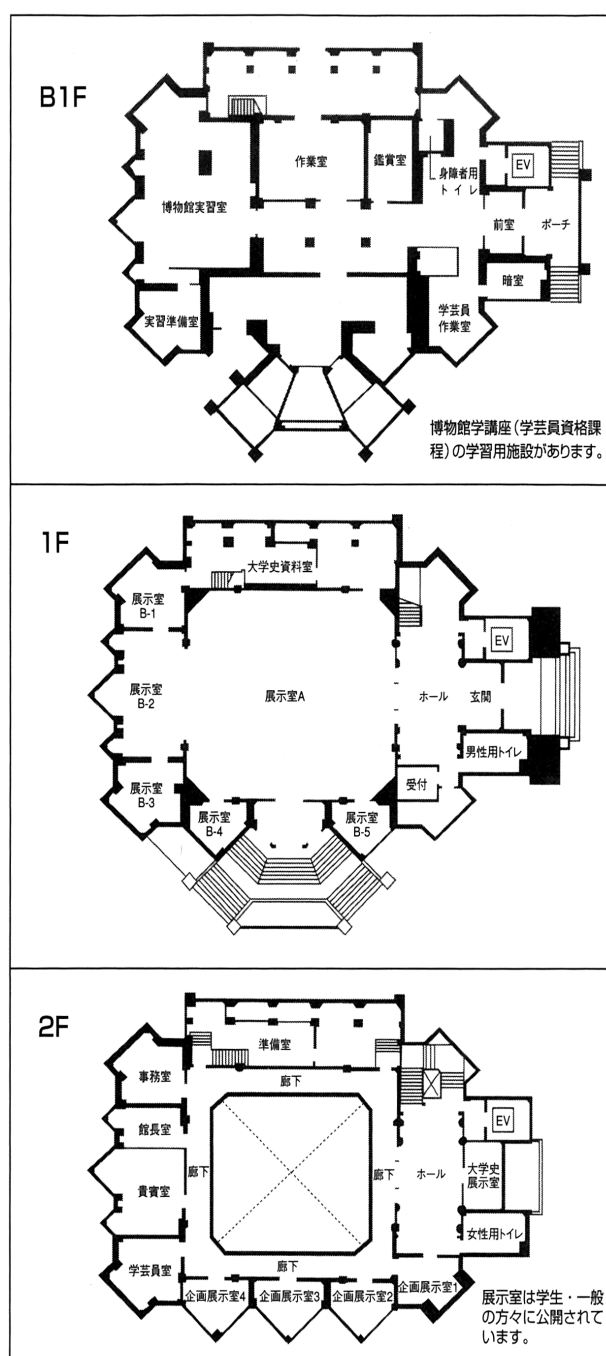 B1F
作業室
鑑賞室
身障者用
トイレ
EV
博物館実習室
前室
ポーチ
暗室
実習準備室
学芸員
作業室
博物館学講座（学芸員資格課
程）の学習用施設があります。
1F
大学史資料室
展示室
B-1
EV
展示室
B-2
展示室A
ホール
玄関
男性用トイレ
展示室
B-3
受付
展示室
B-4
展示室
B-5
2F
準備室
事務室
廊下
館長室
EV
廊下
廊下
ホール
大学史
展示室
貴賓室
女性用トイレ
学芸員室
廊下
企画展示室4
企画展示室3
企画展示室2
企画展示室1
展示室は学生・一般
の方々に公開されて
います。